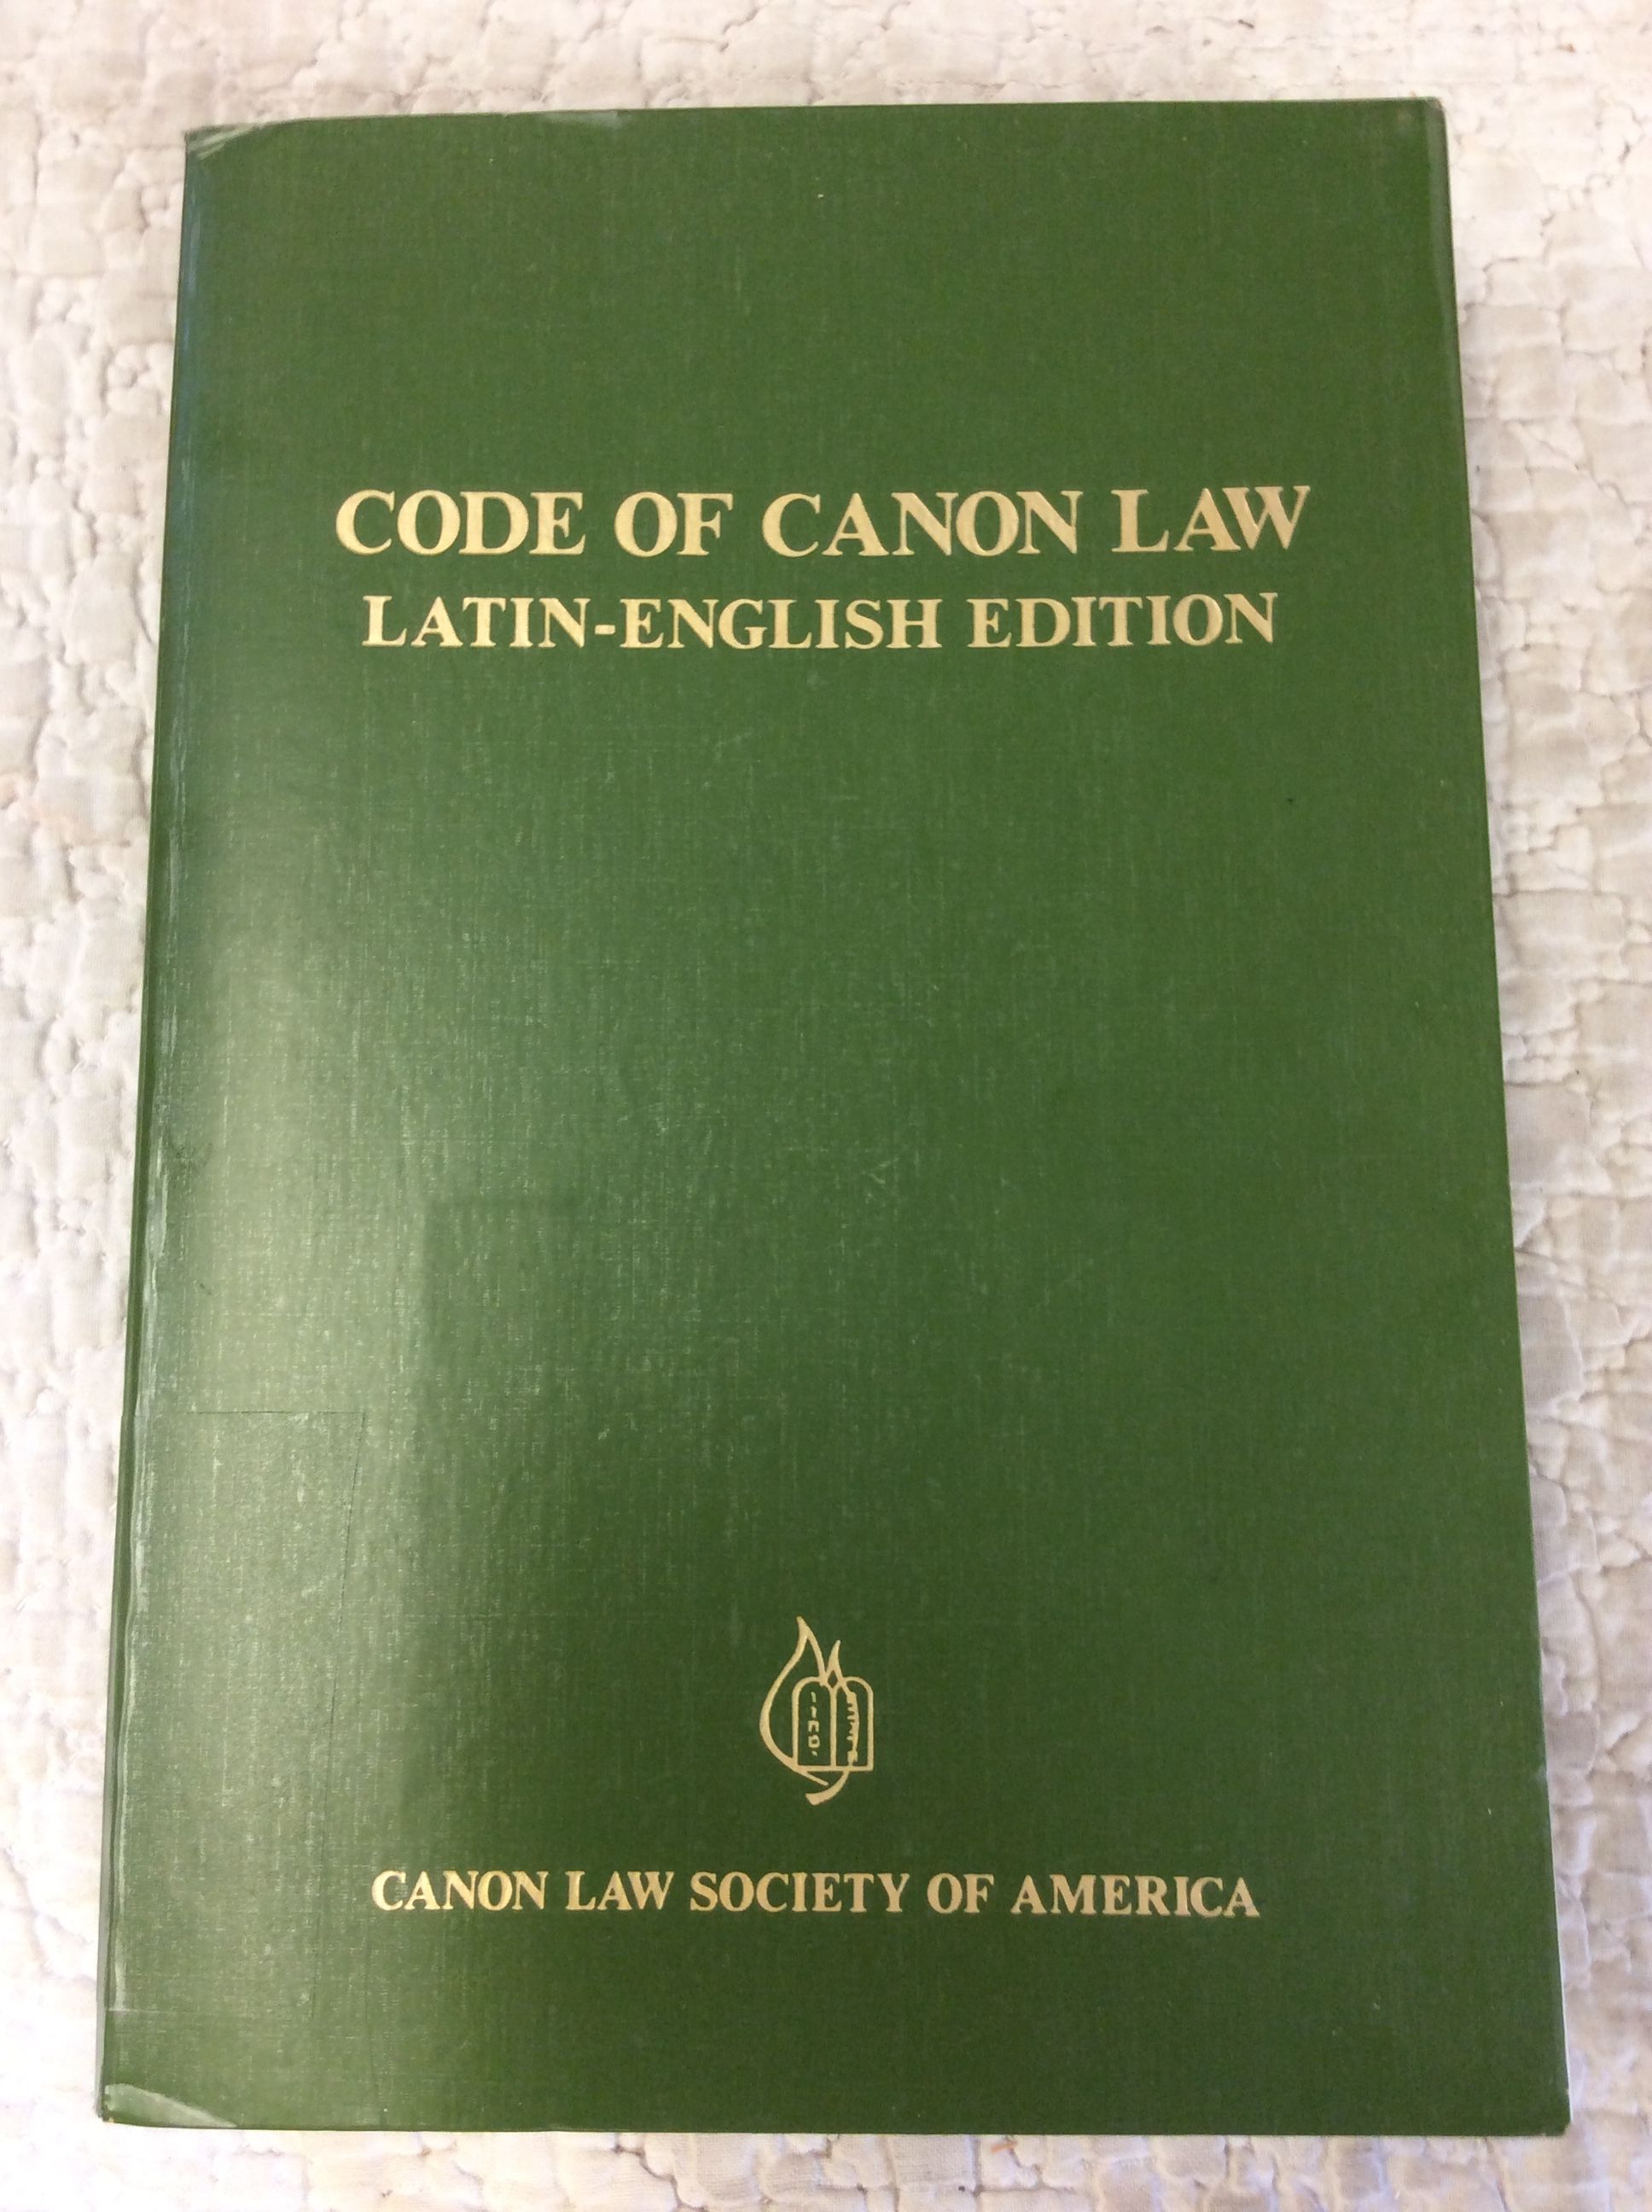 CODE OF CANON LAW
LATIN-ENGLISH EDITION
CANON LAW SOCIETY OF AMERICA